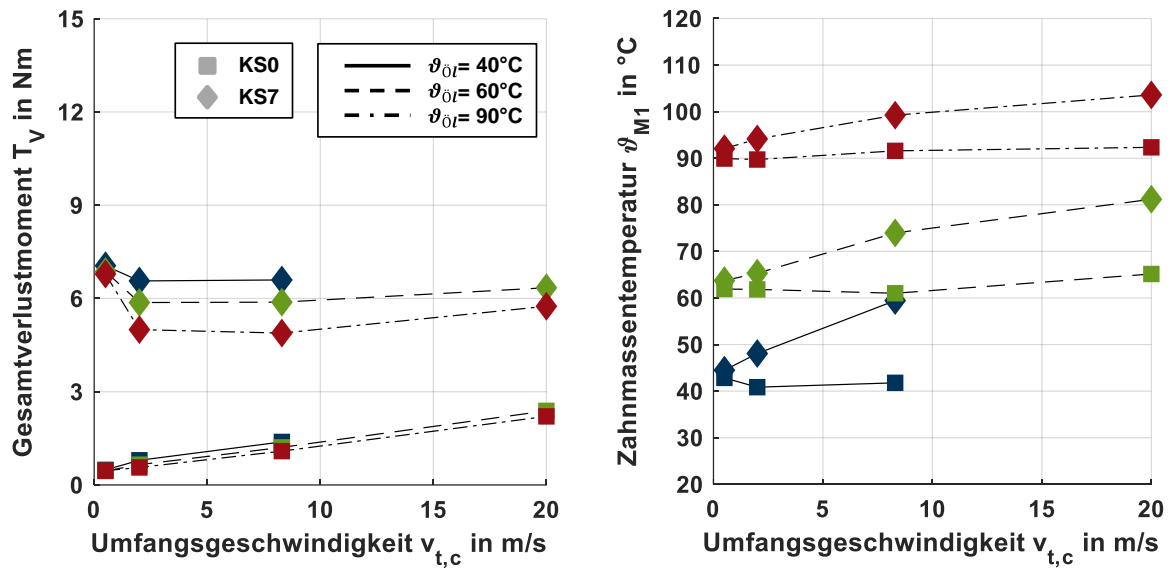 Gesamtverlustmoment T_V in Nm
15
12
9
6
3
0
KS0
KS7
ϑ_Öl= 40°C
ϑ_Öl= 60°C
ϑ_Öl= 90°C
0 5 10 15 20
Umfangsgeschwindigkeit v_t,c in m/s
Zahnmassentemperatur ϑ_M1 in °C
120
110
100
90
80
70
60
50
40
30
20
0 5 10 15 20
Umfangsgeschwindigkeit v_t,c in m/s